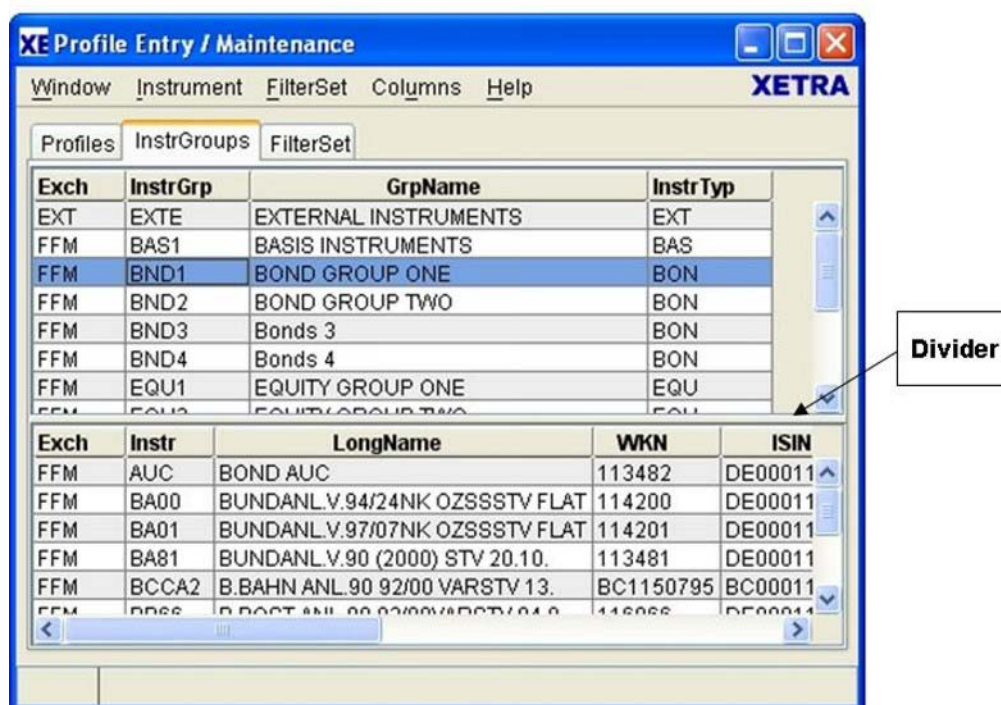 XE Profile Entry / Maintenance
Window Instrument FilterSet Columns Help XETRA
Profiles InstrGroups FilterSet
Exch InstrGrp GrpName InstrTyp
EXT EXTE EXTERNAL INSTRUMENTS EXT
FFM BAS1 BASIS INSTRUMENTS BAS
FFM BND1 BOND GROUP ONE BON
FFM BND2 BOND GROUP TWO BON
FFM BND3 Bonds 3 BON
FFM BND4 Bonds 4 BON
Divider
FFM EQU1 EQUITY GROUP ONE EQU
Exch Instr LongName WKN ISIN
FFM AUC BOND AUC 113482 DE00011
FFM BA00 BUNDANL.V.94/24NK OZSSSTV FLAT 114200 DE00011
FFM BA01 BUNDANL.V.97/07NK OZSSSTV FLAT 114201 DE00011
FFM BA81 BUNDANL.V.90 (2000) STV 20.10. 113481 DE00011
FFM BCCA2 B.BAHN ANL.90 92/00 VARSTV 13. BC1150795 BC00011